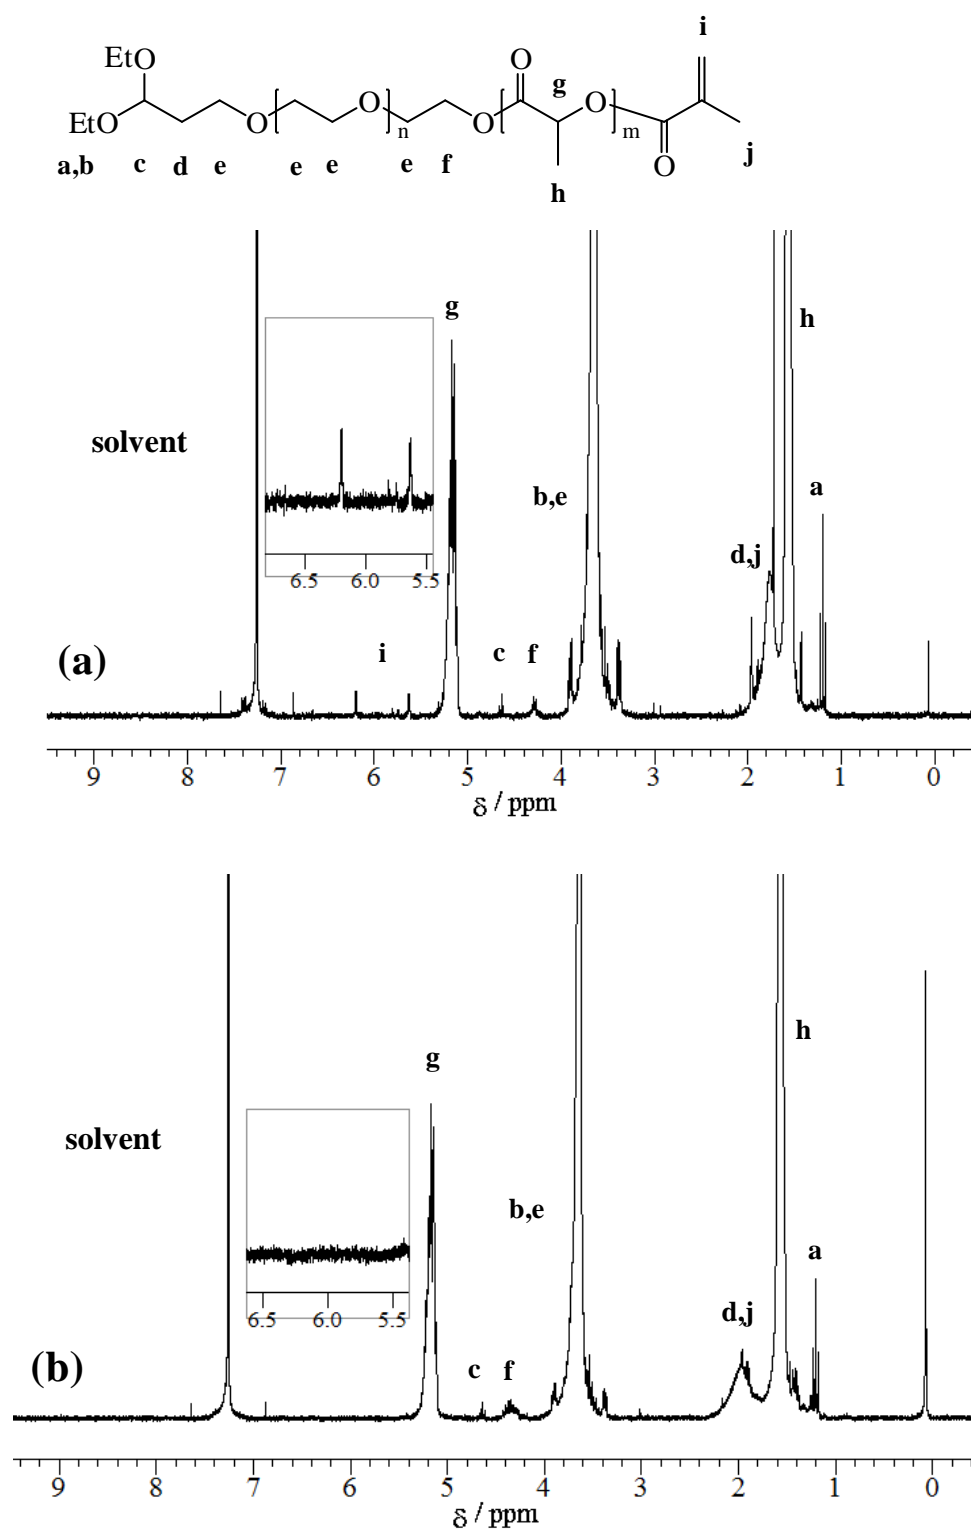 i
EtO
O
O
g
EtO
O
n
O
O
m
O
O
a,b c d e e e e f j
h
g
h
solvent
b,e
a
d,j
6.5 6.0 5.5
(a)
i
c
f
9 8 7 6 5 4 3 2 1 0
δ / ppm
g
h
solvent
b,e
a
d,j
6.5 6.0 5.5
(b)
c
f
9 8 7 6 5 4 3 2 1 0
δ / ppm